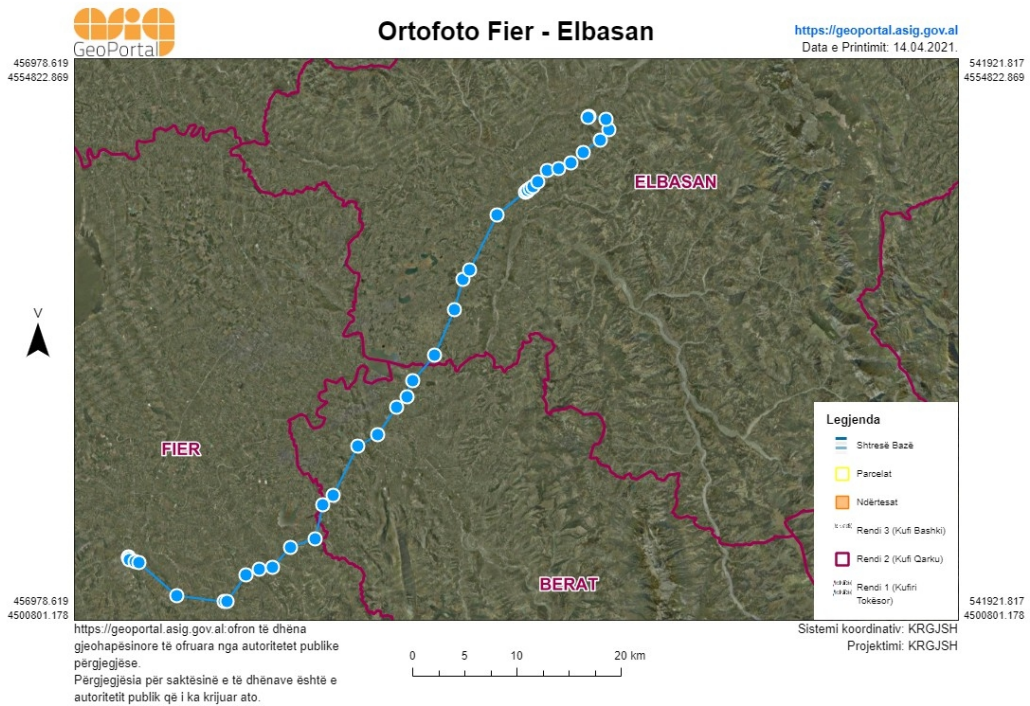 asig
GeoPortal
Ortofoto Fier - Elbasan
https://geoportal.asig.gov.al
Data e Printimit: 14.04.2021.
456978.619
4554822.869
541921.817
4554822.869
ELBASAN
V
FIER
BERAT
Legjenda
Shtresë Bazë
Parcelat
Ndërtesat
Rendi 3 (Kufi Bashki)
Rendi 2 (Kufi Qarku)
Rendi 1 (Kufiri
Tokësor)
456978.619
4500801.178
541921.817
4500801.178
https://geoportal.asig.gov.al:ofron të dhëna
gjeohapësinore të ofruara nga autoritetet publike
përgjegjëse.
Përgjegjësia për saktësinë e të dhënave është e
autoritetit publik që i ka krijuar ato.
0 5 10 20 km
Sistemi koordinativ: KRGJSH
Projektimi: KRGJSH